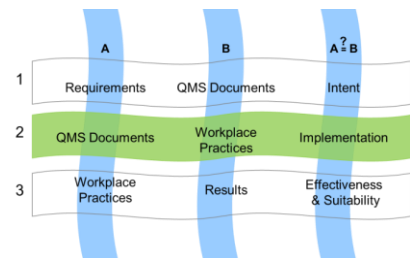 A B A ≟ B
1
Requirements QMS Documents Intent
2
QMS Documents Workplace Practices Implementation
3
Workplace Practices Results Effectiveness & Suitability